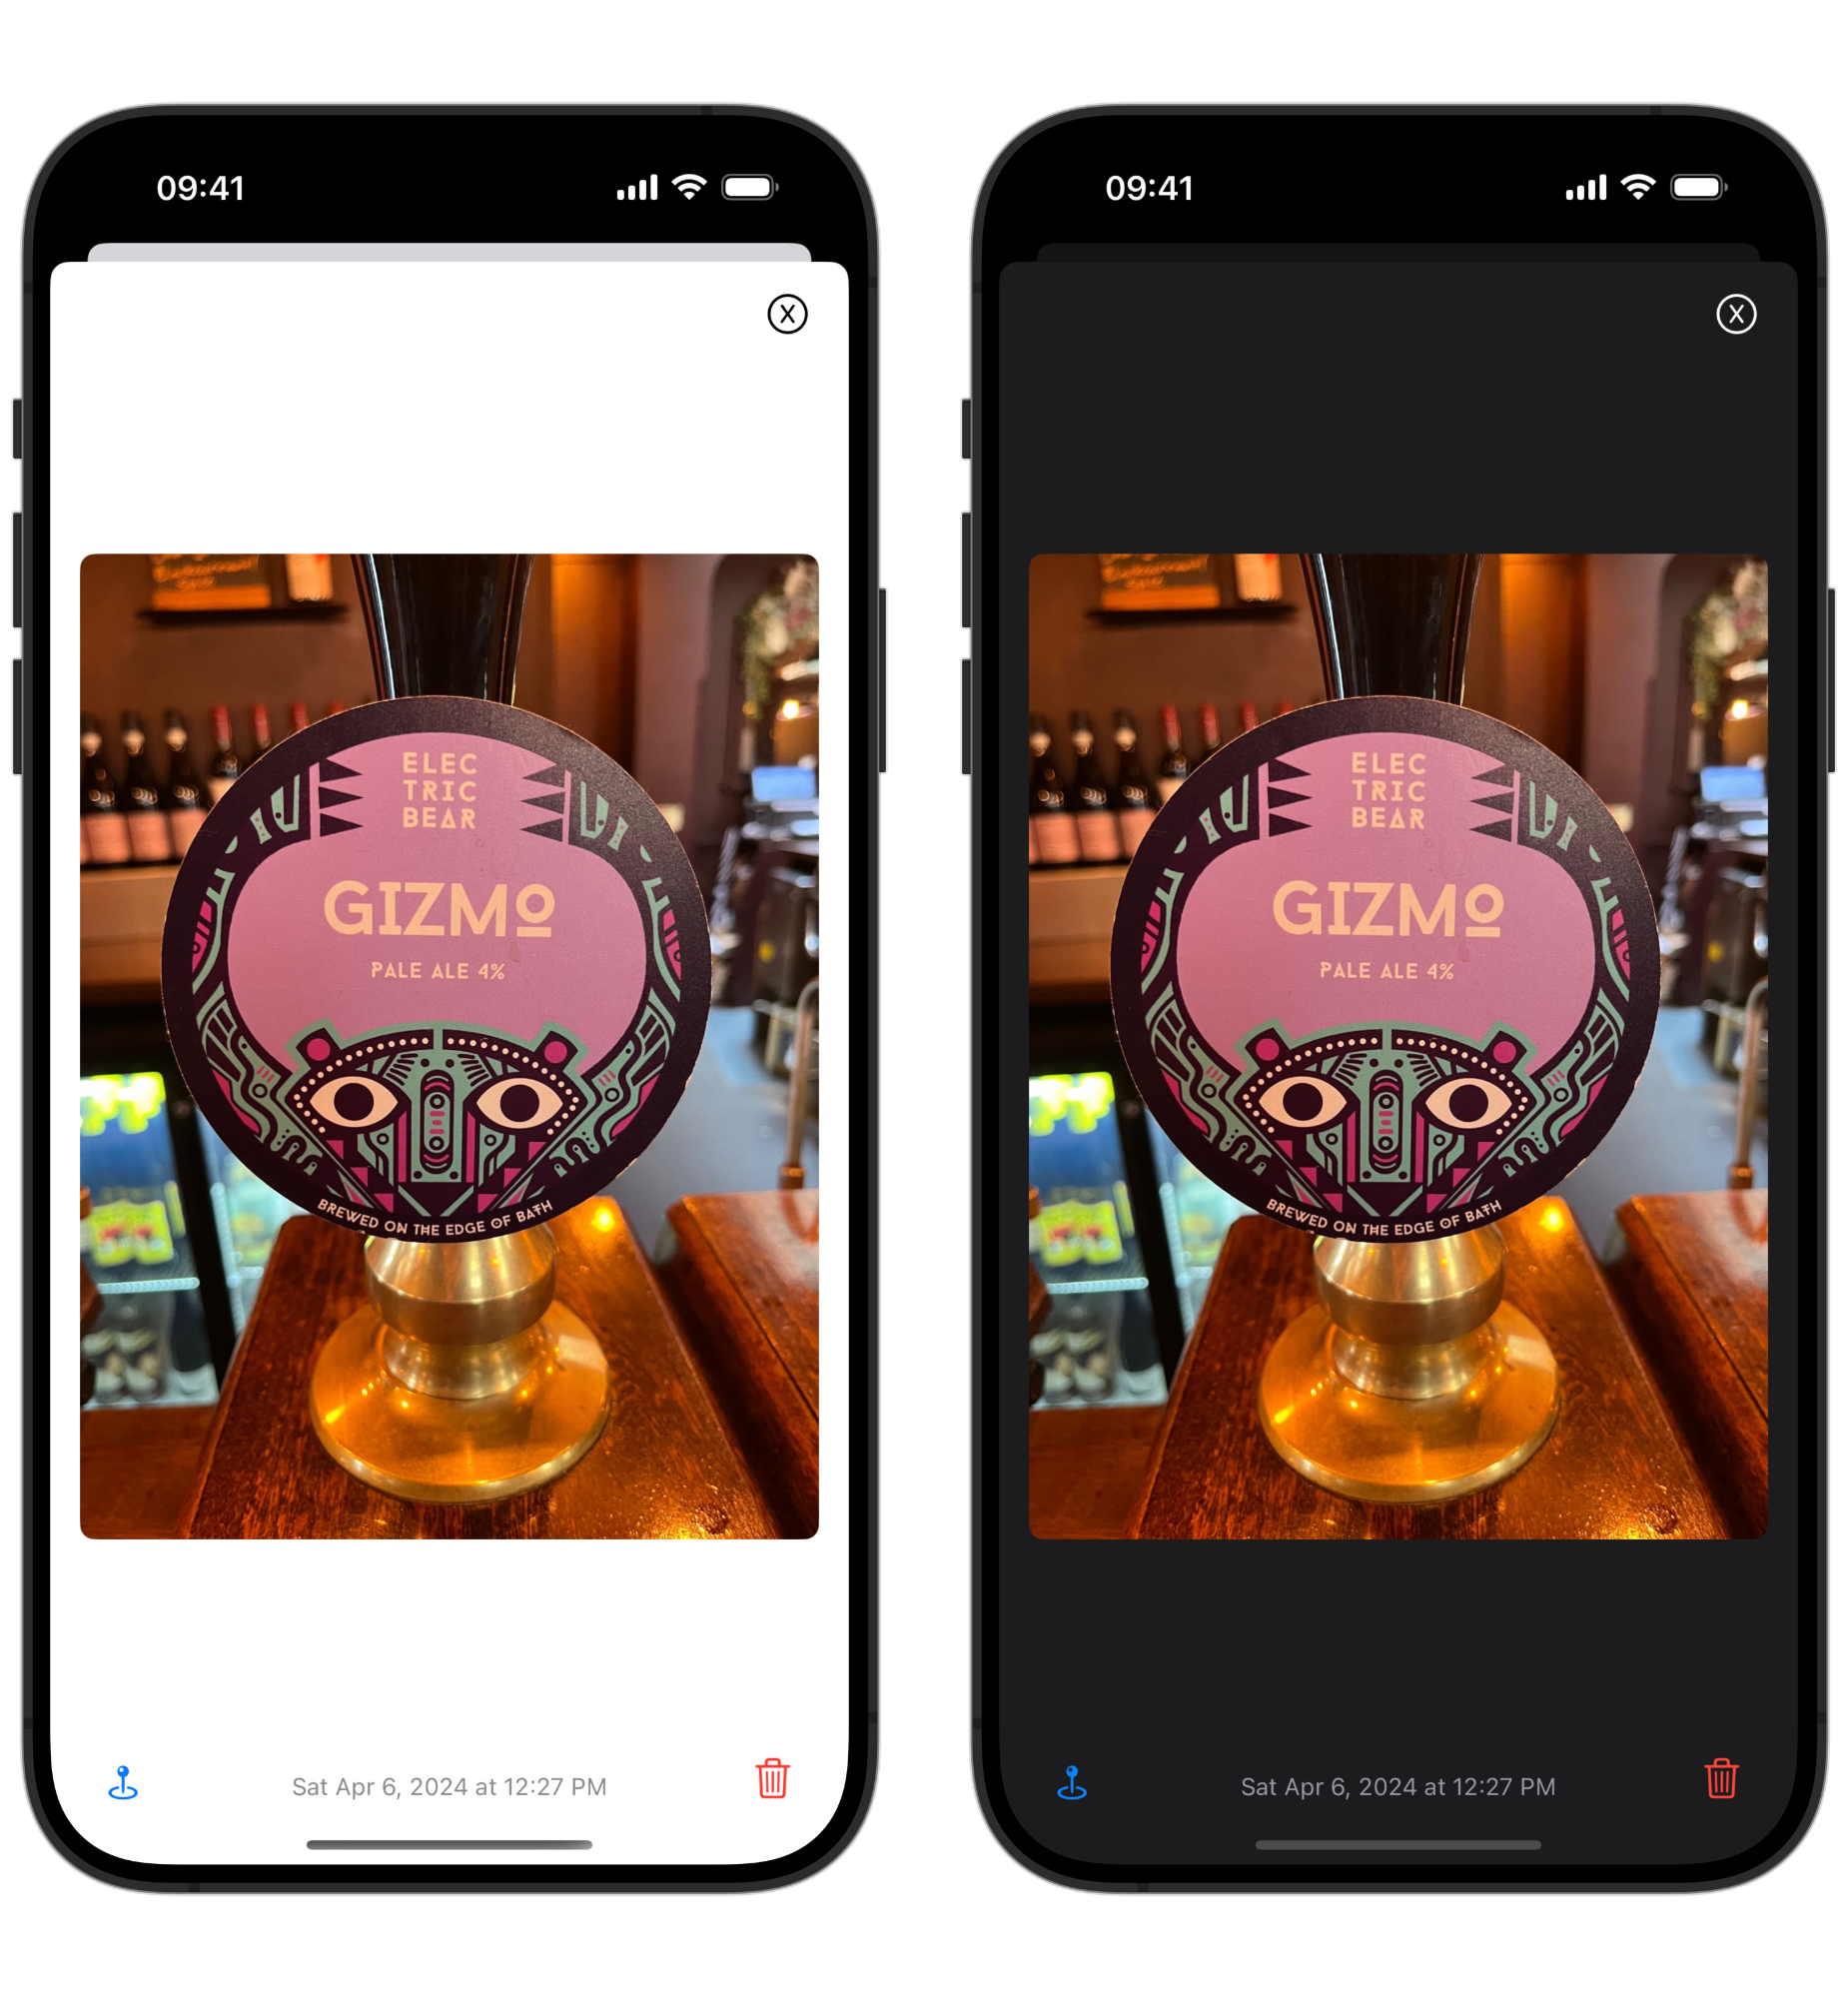 09:41
X
ELEC
TRIC
BEAR
GIZMO
PALE ALE 4%
BREWED ON THE EDGE OF BATH
Sat Apr 6, 2024 at 12:27 PM
09:41
X
ELEC
TRIC
BEAR
GIZMO
PALE ALE 4%
BREWED ON THE EDGE OF BATH
Sat Apr 6, 2024 at 12:27 PM